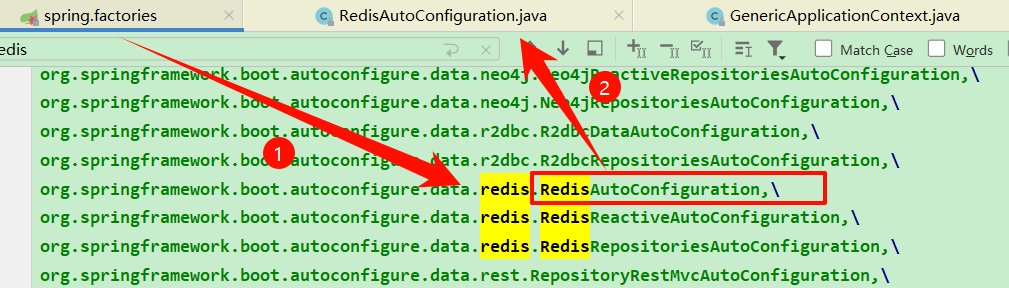 spring.factories RedisAutoConfiguration.java GenericApplicationContext.java
edis Match Case Words
org.springframework.boot.autoconfigure.data.neo4j.Neo4jReactiveRepositoriesAutoConfiguration,\
org.springframework.boot.autoconfigure.data.neo4j.Neo4jRepositoriesAutoConfiguration,\
org.springframework.boot.autoconfigure.data.r2dbc.R2dbcDataAutoConfiguration,\
org.springframework.boot.autoconfigure.data.r2dbc.R2dbcRepositoriesAutoConfiguration,\
org.springframework.boot.autoconfigure.data.redis.RedisAutoConfiguration,\
org.springframework.boot.autoconfigure.data.redis.RedisReactiveAutoConfiguration,\
org.springframework.boot.autoconfigure.data.redis.RedisRepositoriesAutoConfiguration,\
org.springframework.boot.autoconfigure.data.rest.RepositoryRestMvcAutoConfiguration,\
1
2